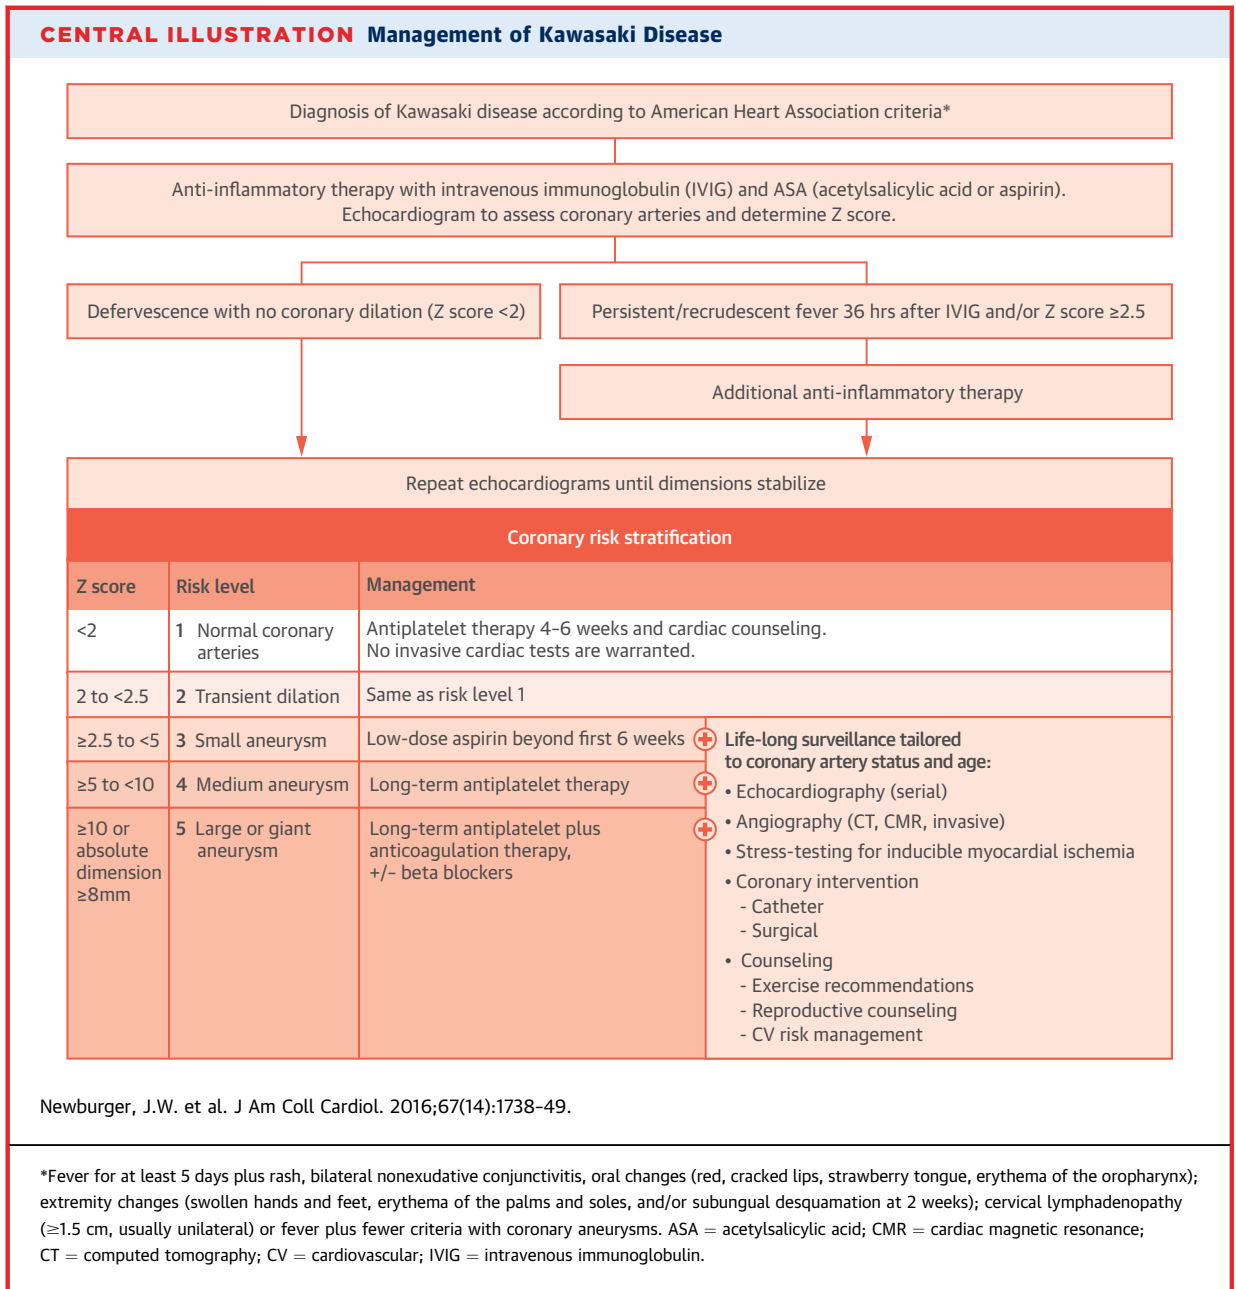 CENTRAL ILLUSTRATION Management of Kawasaki Disease
Diagnosis of Kawasaki disease according to American Heart Association criteria*
Anti-inflammatory therapy with intravenous immunoglobulin (IVIG) and ASA (acetylsalicylic acid or aspirin).
Echocardiogram to assess coronary arteries and determine Z score.
Defervescence with no coronary dilation (Z score <2)
Persistent/recrudescent fever 36 hrs after IVIG and/or Z score ≥2.5
Additional anti-inflammatory therapy
Repeat echocardiograms until dimensions stabilize
Coronary risk stratification
Z score
Risk level
Management
<2
1 Normal coronary
arteries
Antiplatelet therapy 4–6 weeks and cardiac counseling.
No invasive cardiac tests are warranted.
2 to <2.5
2 Transient dilation
Same as risk level 1
≥2.5 to <5
3 Small aneurysm
Low-dose aspirin beyond first 6 weeks
≥5 to <10
4 Medium aneurysm
Long-term antiplatelet therapy
≥10 or
absolute
dimension
≥8mm
5 Large or giant
aneurysm
Long-term antiplatelet plus
anticoagulation therapy,
+/– beta blockers
Life-long surveillance tailored
to coronary artery status and age:
• Echocardiography (serial)
• Angiography (CT, CMR, invasive)
• Stress-testing for inducible myocardial ischemia
• Coronary intervention
- Catheter
- Surgical
• Counseling
- Exercise recommendations
- Reproductive counseling
- CV risk management
Newburger, J.W. et al. J Am Coll Cardiol. 2016;67(14):1738–49.
*Fever for at least 5 days plus rash, bilateral nonexudative conjunctivitis, oral changes (red, cracked lips, strawberry tongue, erythema of the oropharynx);
extremity changes (swollen hands and feet, erythema of the palms and soles, and/or subungual desquamation at 2 weeks); cervical lymphadenopathy
(≥1.5 cm, usually unilateral) or fever plus fewer criteria with coronary aneurysms. ASA = acetylsalicylic acid; CMR = cardiac magnetic resonance;
CT = computed tomography; CV = cardiovascular; IVIG = intravenous immunoglobulin.